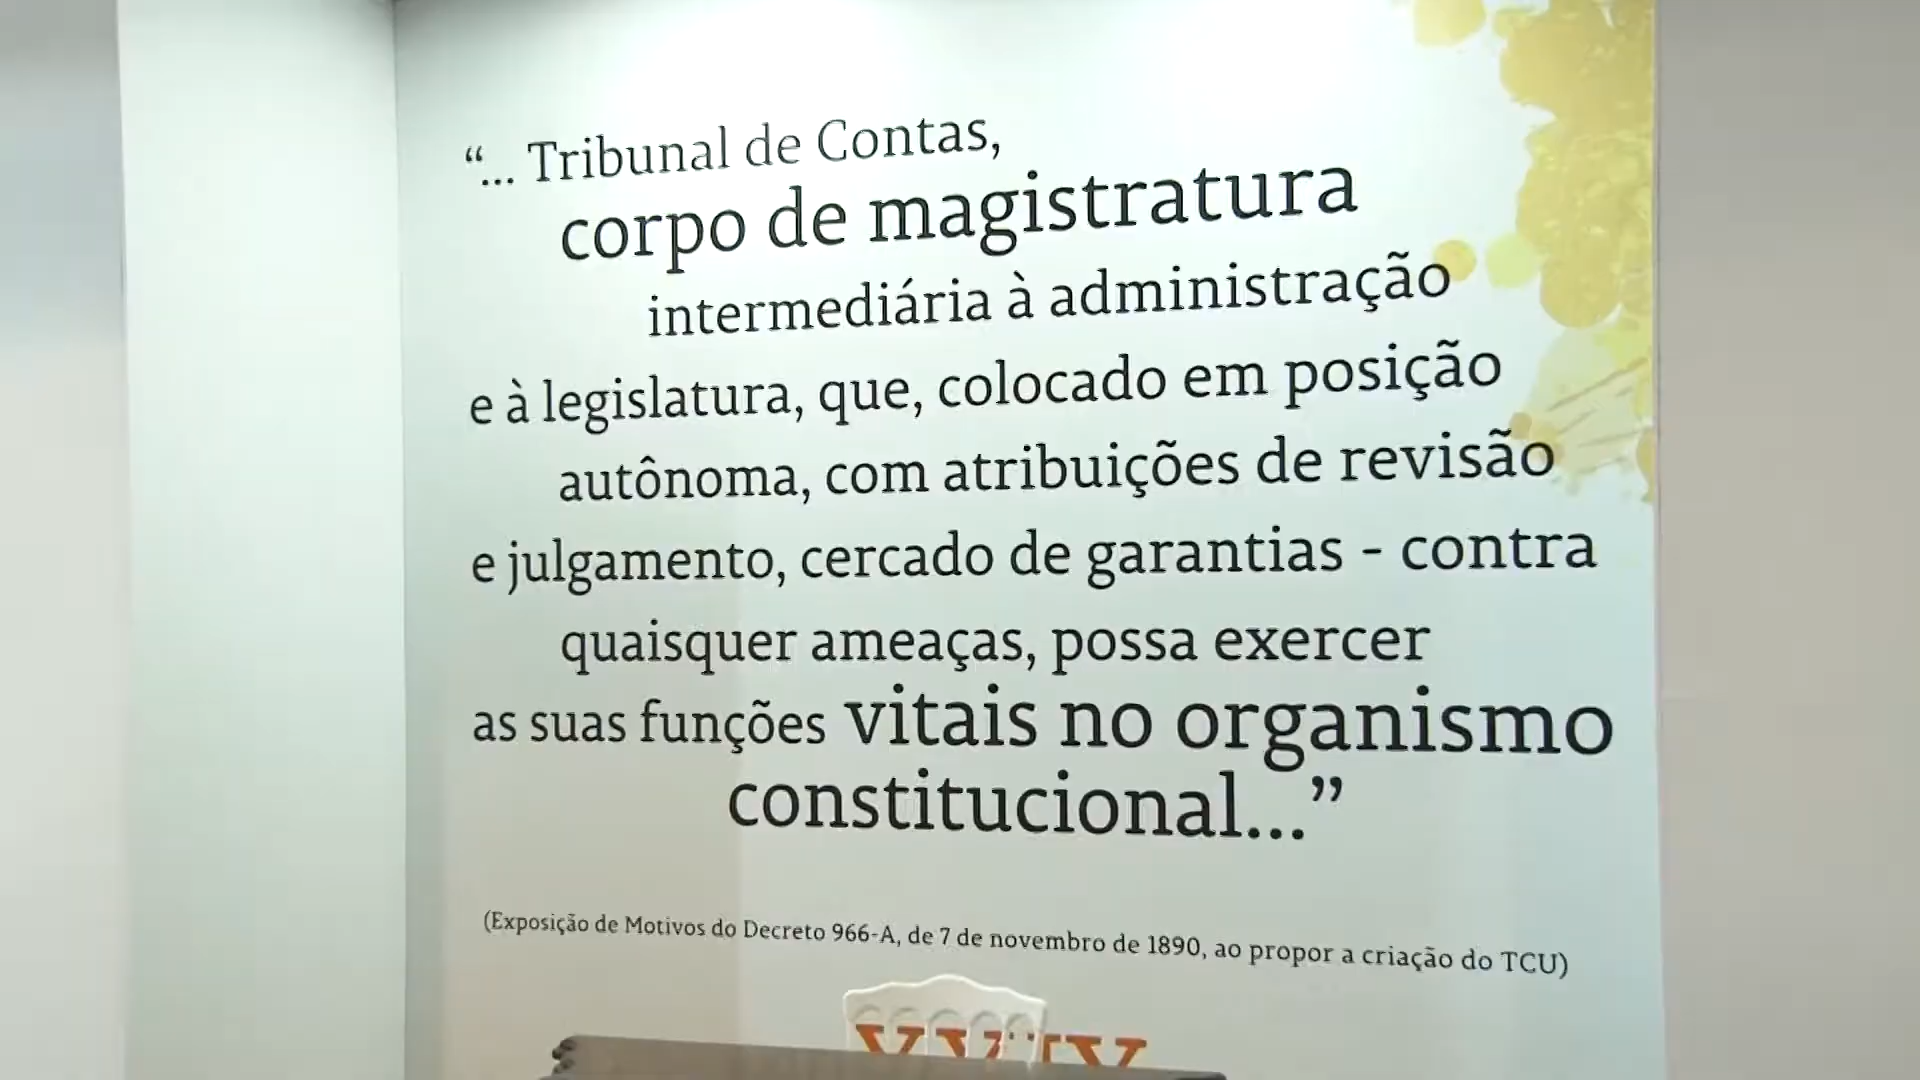 “... Tribunal de Contas,
corpo de magistratura
intermediária à administração
e à legislatura, que, colocado em posição
autônoma, com atribuições de revisão
e julgamento, cercado de garantias - contra
quaisquer ameaças, possa exercer
as suas funções vitais no organismo
constitucional...”
(Exposição de Motivos do Decreto 966-A, de 7 de novembro de 1890, ao propor a criação do TCU)